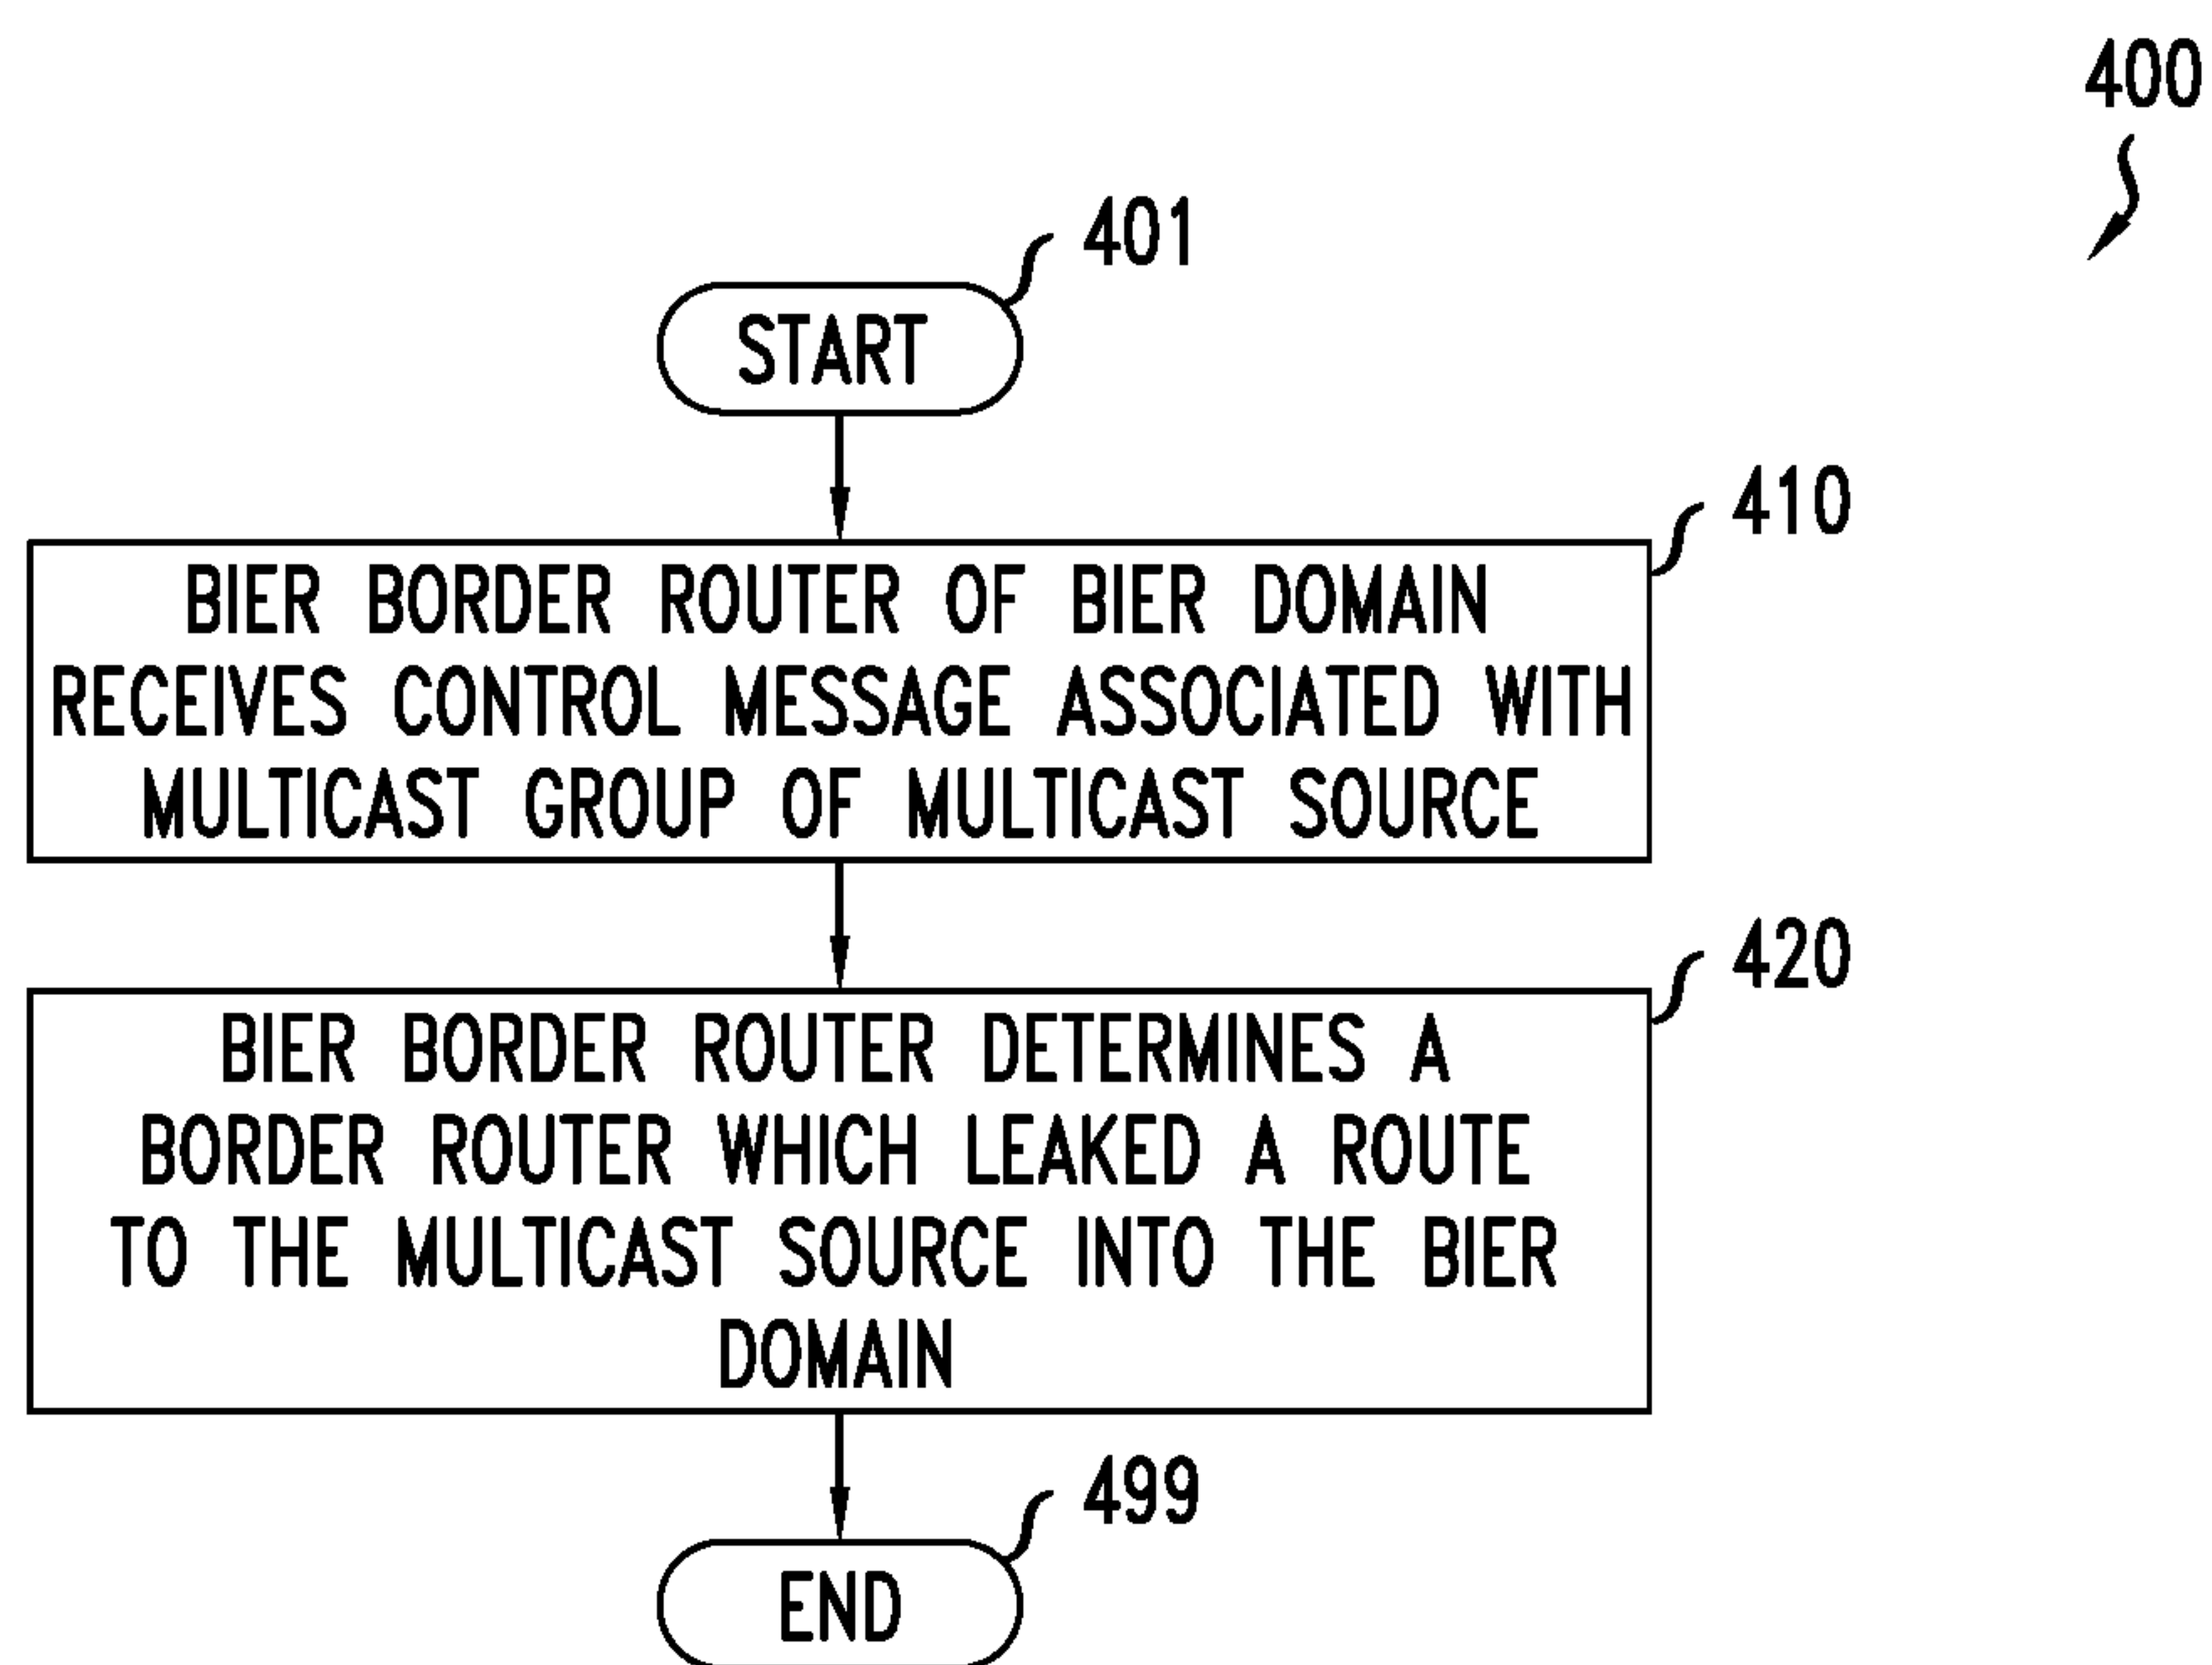 400
401
START
410
BIER BORDER ROUTER OF BIER DOMAIN
RECEIVES CONTROL MESSAGE ASSOCIATED WITH
MULTICAST GROUP OF MULTICAST SOURCE
420
BIER BORDER ROUTER DETERMINES A
BORDER ROUTER WHICH LEAKED A ROUTE
TO THE MULTICAST SOURCE INTO THE BIER
DOMAIN
499
END